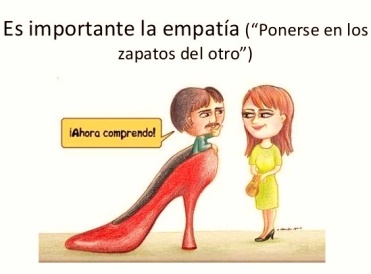 Es importante la empatía (“Ponerse en los
zapatos del otro”)
¡Ahora comprendo!